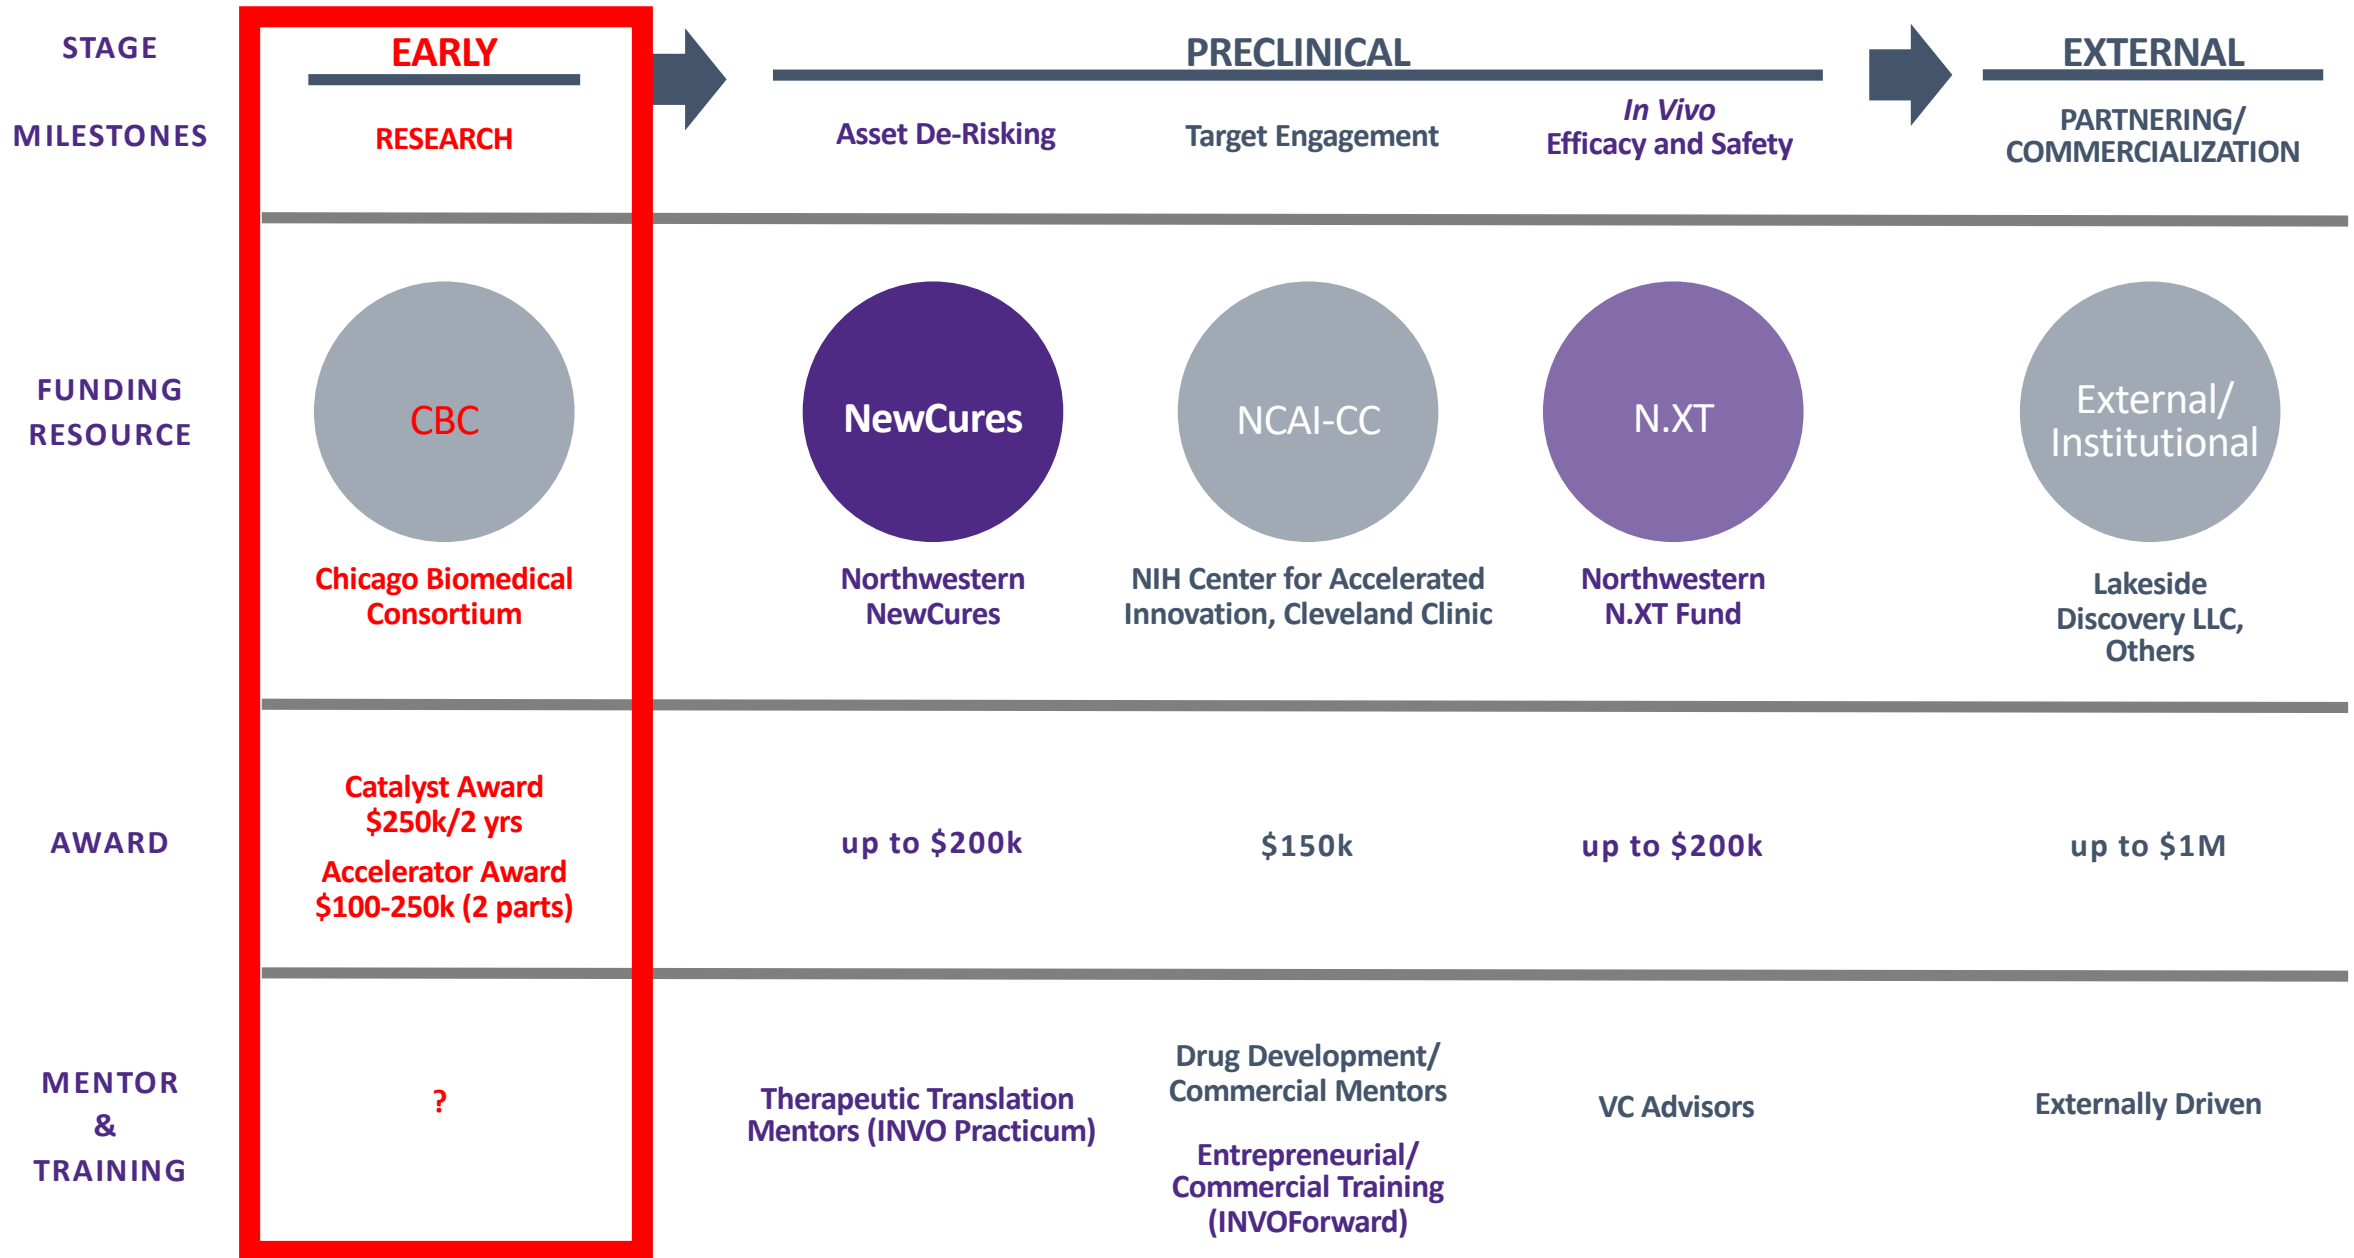 STAGE
EARLY
PRECLINICAL
EXTERNAL
MILESTONES
RESEARCH
Asset De-Risking
Target Engagement
In Vivo
Efficacy and Safety
PARTNERING/
COMMERCIALIZATION
FUNDING
RESOURCE
CBC
NewCures
NCAI-CC
N.XT
External/
Institutional
Chicago Biomedical
Consortium
Northwestern
NewCures
NIH Center for Accelerated
Innovation, Cleveland Clinic
Northwestern
N.XT Fund
Lakeside
Discovery LLC,
Others
AWARD
Catalyst Award
$250k/2 yrs
Accelerator Award
$100-250k (2 parts)
up to $200k
$150k
up to $200k
up to $1M
MENTOR
&
TRAINING
?
Therapeutic Translation
Mentors (INVO Practicum)
Drug Development/
Commercial Mentors
Entrepreneurial/
Commercial Training
(INVOForward)
VC Advisors
Externally Driven